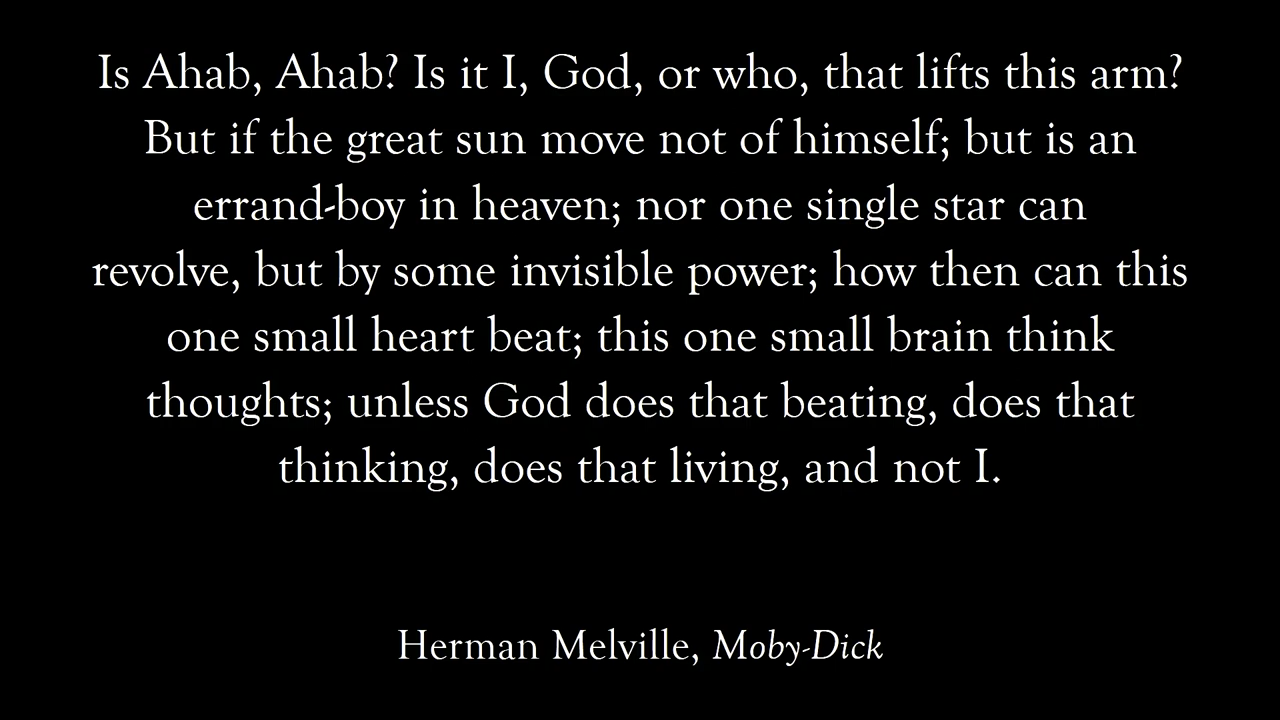 Is Ahab, Ahab? Is it I, God, or who, that lifts this arm?
But if the great sun move not of himself; but is an
errand-boy in heaven; nor one single star can
revolve, but by some invisible power; how then can this
one small heart beat; this one small brain think
thoughts; unless God does that beating, does that
thinking, does that living, and not I.
Herman Melville, Moby-Dick